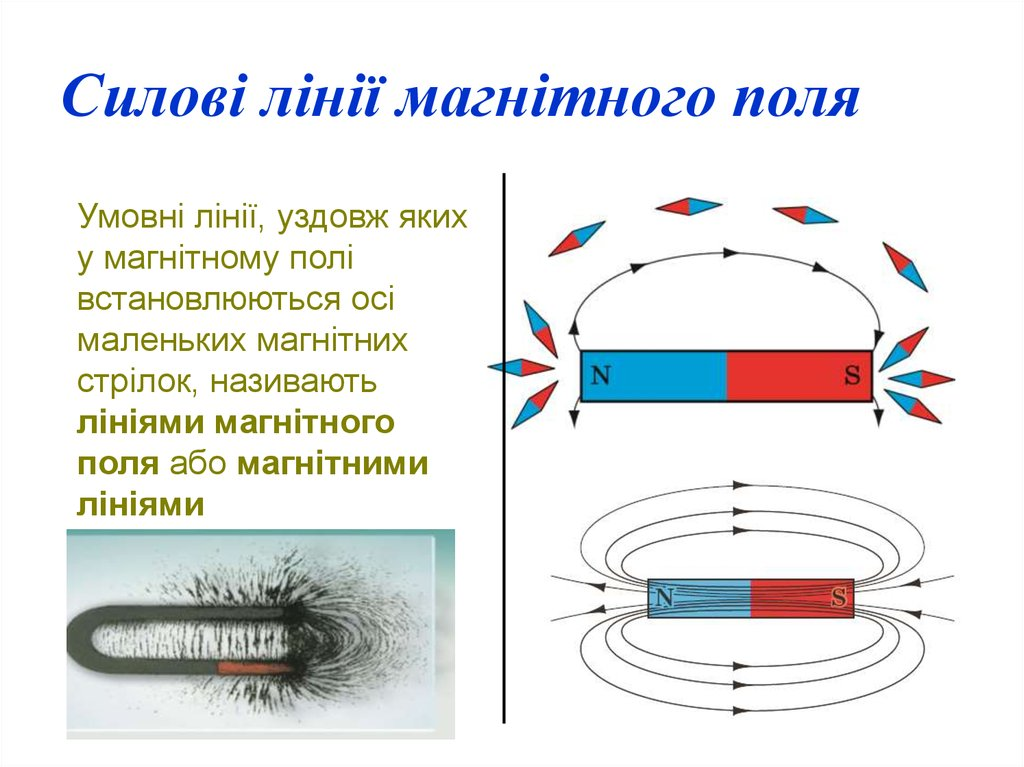 Силові лінії магнітного поля
Умовні лінії, уздовж яких
у магнітному полі
встановлюються осі
маленьких магнітних
стрілок, називають
лініями магнітного
поля або магнітними
лініями
N S
N S